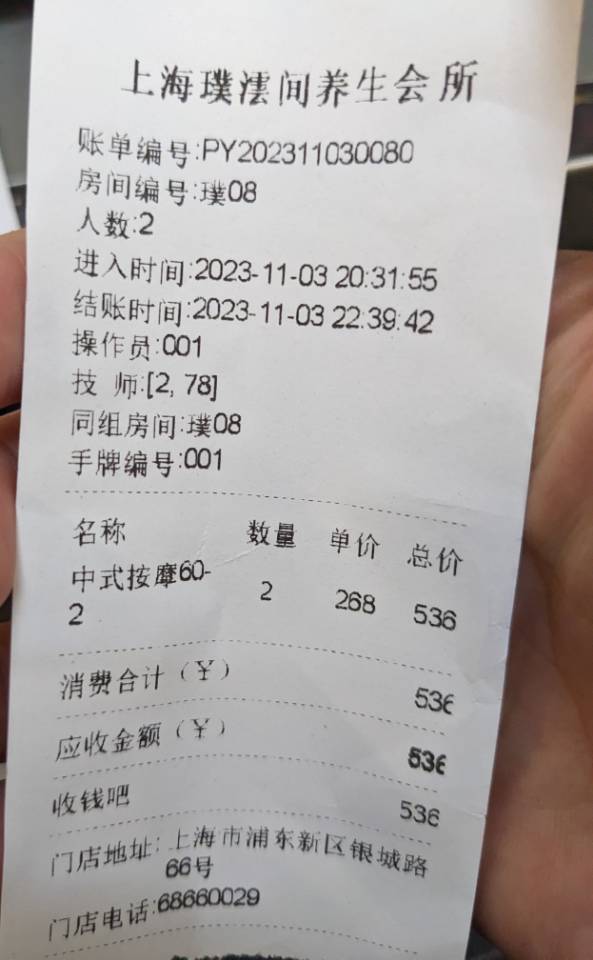 上海璞澐间养生会所
账单编号:PY202311030080
房间编号:璞08
人数:2
进入时间:2023-11-03 20:31:55
结账时间:2023-11-03 22:39:42
操作员:001
技 师:[2, 78]
同组房间:璞08
手牌编号:001
名称 数量 单价 总价
中式按摩60-
2 2 268 536
消费合计（¥） 536
应收金额（¥） 536
收钱吧 536
门店地址: 上海市浦东新区银城路
66号
门店电话:68660029